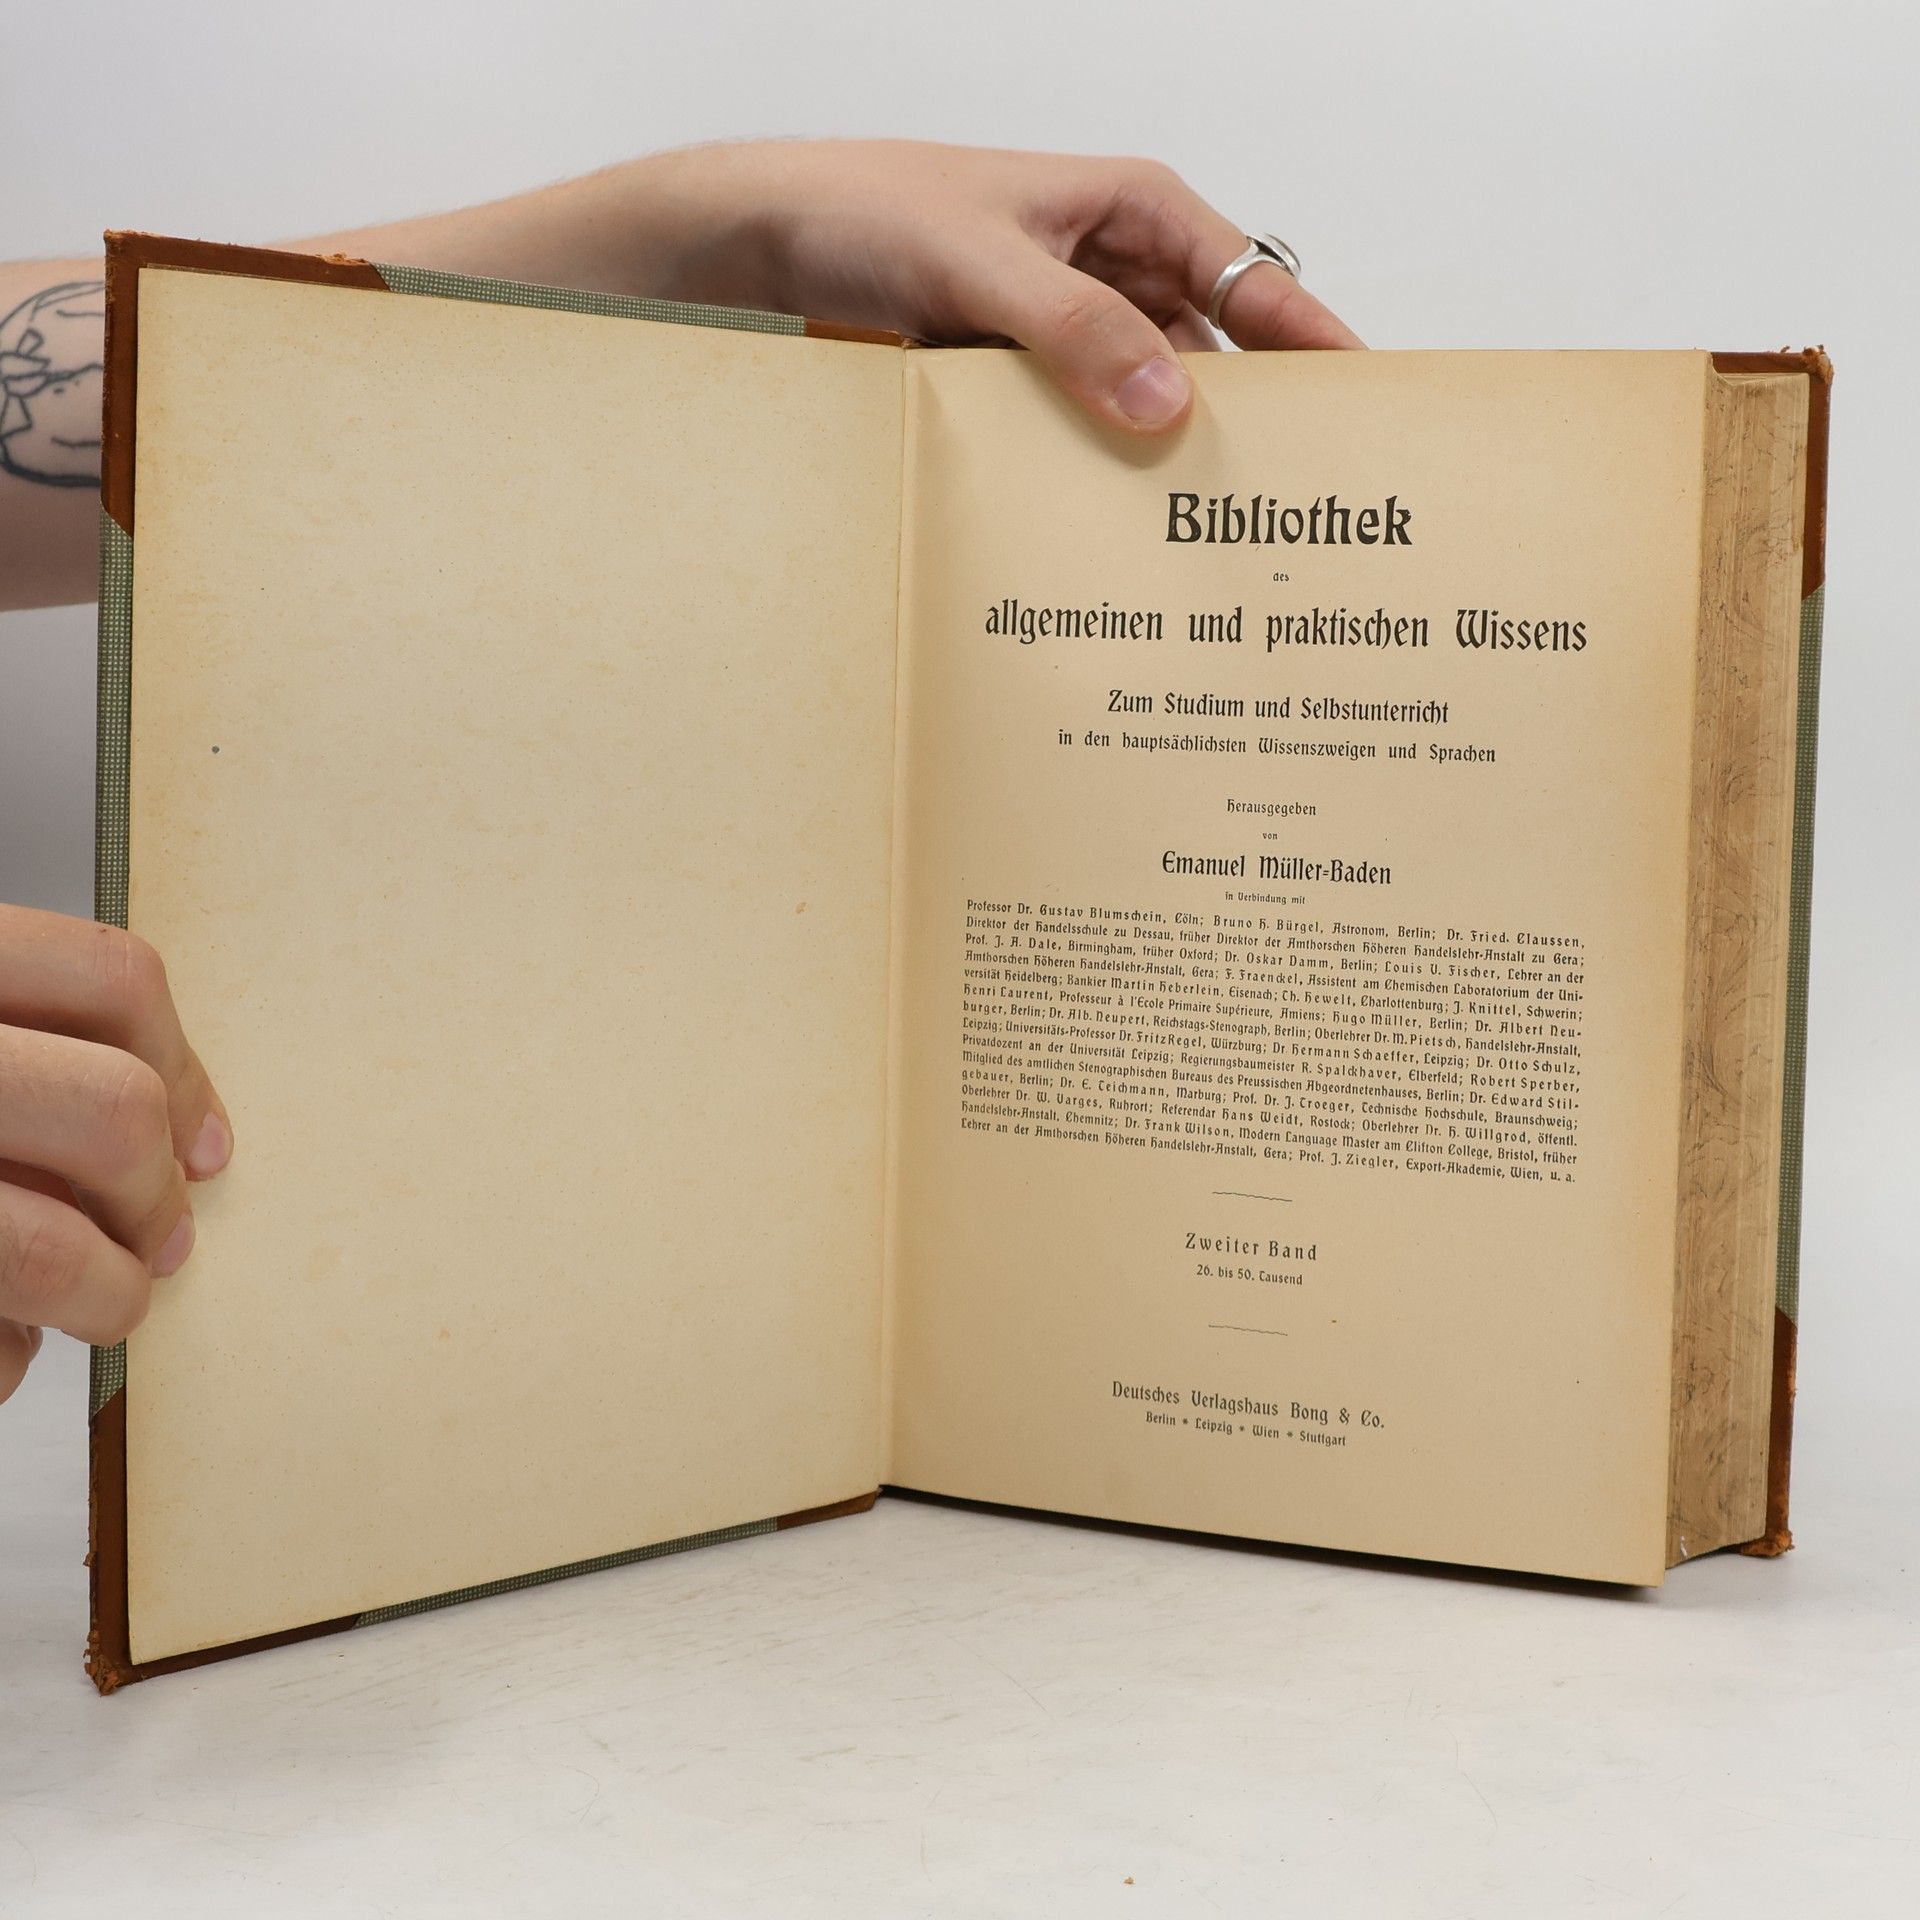 Bibliothek
des
allgemeinen und praktischen Wissens
Zum Studium und Selbstunterricht
in den hauptsächlichsten Wissenszweigen und Sprachen
Herausgegeben
von
Emanuel Müller-Baden
in Verbindung mit
Professor Dr. Gustav Blumschein, Cöln; Bruno H. Bürgel, Astronom, Berlin; Dr. Fried. Claussen,
Direktor der Handelsschule zu Dessau, früher Direktor der Amthorschen Höheren Handelslehr-Anstalt zu Gera;
Prof. J. A. Dale, Birmingham, früher Oxford; Dr. Oskar Damm, Berlin; Louis V. Fischer, Lehrer an der
Amthorschen Höheren Handelslehr-Anstalt, Gera; F. Fraenckel, Assistent am Chemischen Laboratorium der Uni-
versität Heidelberg; Bankier Martin Heberlein, Eisenach; Th. Hewelt, Charlottenburg; J. Knittel, Schwerin;
Henri Laurent, Professeur à l'Ecole Primaire Supérieure, Amiens; Hugo Müller, Berlin; Dr. Albert Neu-
burger, Berlin; Dr. Alb. Neupert, Reichstags-Stenograph, Berlin; Oberlehrer Dr. M. Pietsch, Handelslehr-Anstalt,
Leipzig; Universitäts-Professor Dr. Fritz Regel, Würzburg; Dr. Hermann Schaeffer, Leipzig; Dr. Otto Schulz,
Privatdozent an der Universität Leipzig; Regierungsbaumeister R. Spalckhaver, Elberfeld; Robert Sperber,
Mitglied des amtlichen Stenographischen Bureaus des Preussischen Abgeordnetenhauses, Berlin; Dr. Edward Stil-
gebauer, Berlin; Dr. E. Teichmann, Marburg; Prof. Dr. J. Troeger, Technische Hochschule, Braunschweig;
Oberlehrer Dr. W. Varges, Ruhrort; Referendar Hans Weidt, Rostock; Oberlehrer Dr. H. Willgrod, öffentl.
Handelslehr-Anstalt, Chemnitz; Dr. Frank Wilson, Modern Language Master am Clifton College, Bristol, früher
Lehrer an der Amthorschen Höheren Handelslehr-Anstalt, Gera; Prof. J. Ziegler, Export-Akademie, Wien, u. a.
Zweiter Band
26. bis 50. Tausend
Deutsches Verlagshaus Bong & Co.
Berlin * Leipzig * Wien * Stuttgart